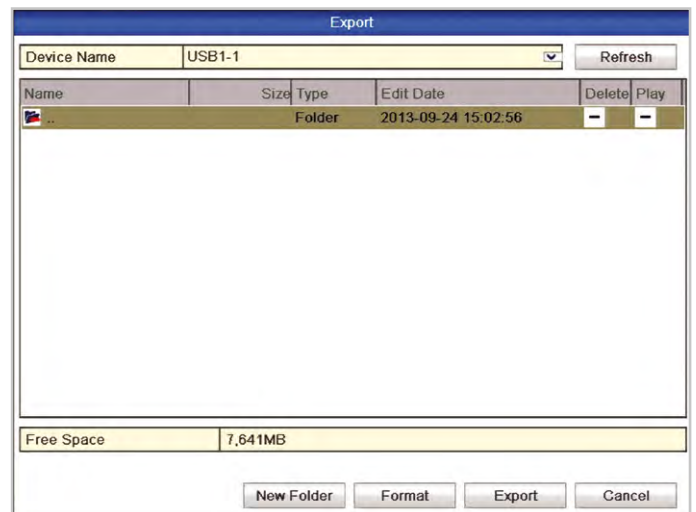 Export
Device Name USB1-1 Refresh
Name Size Type Edit Date Delete Play
.. Folder 2013-09-24 15:02:56 — —
Free Space 7,641MB
New Folder Format Export Cancel